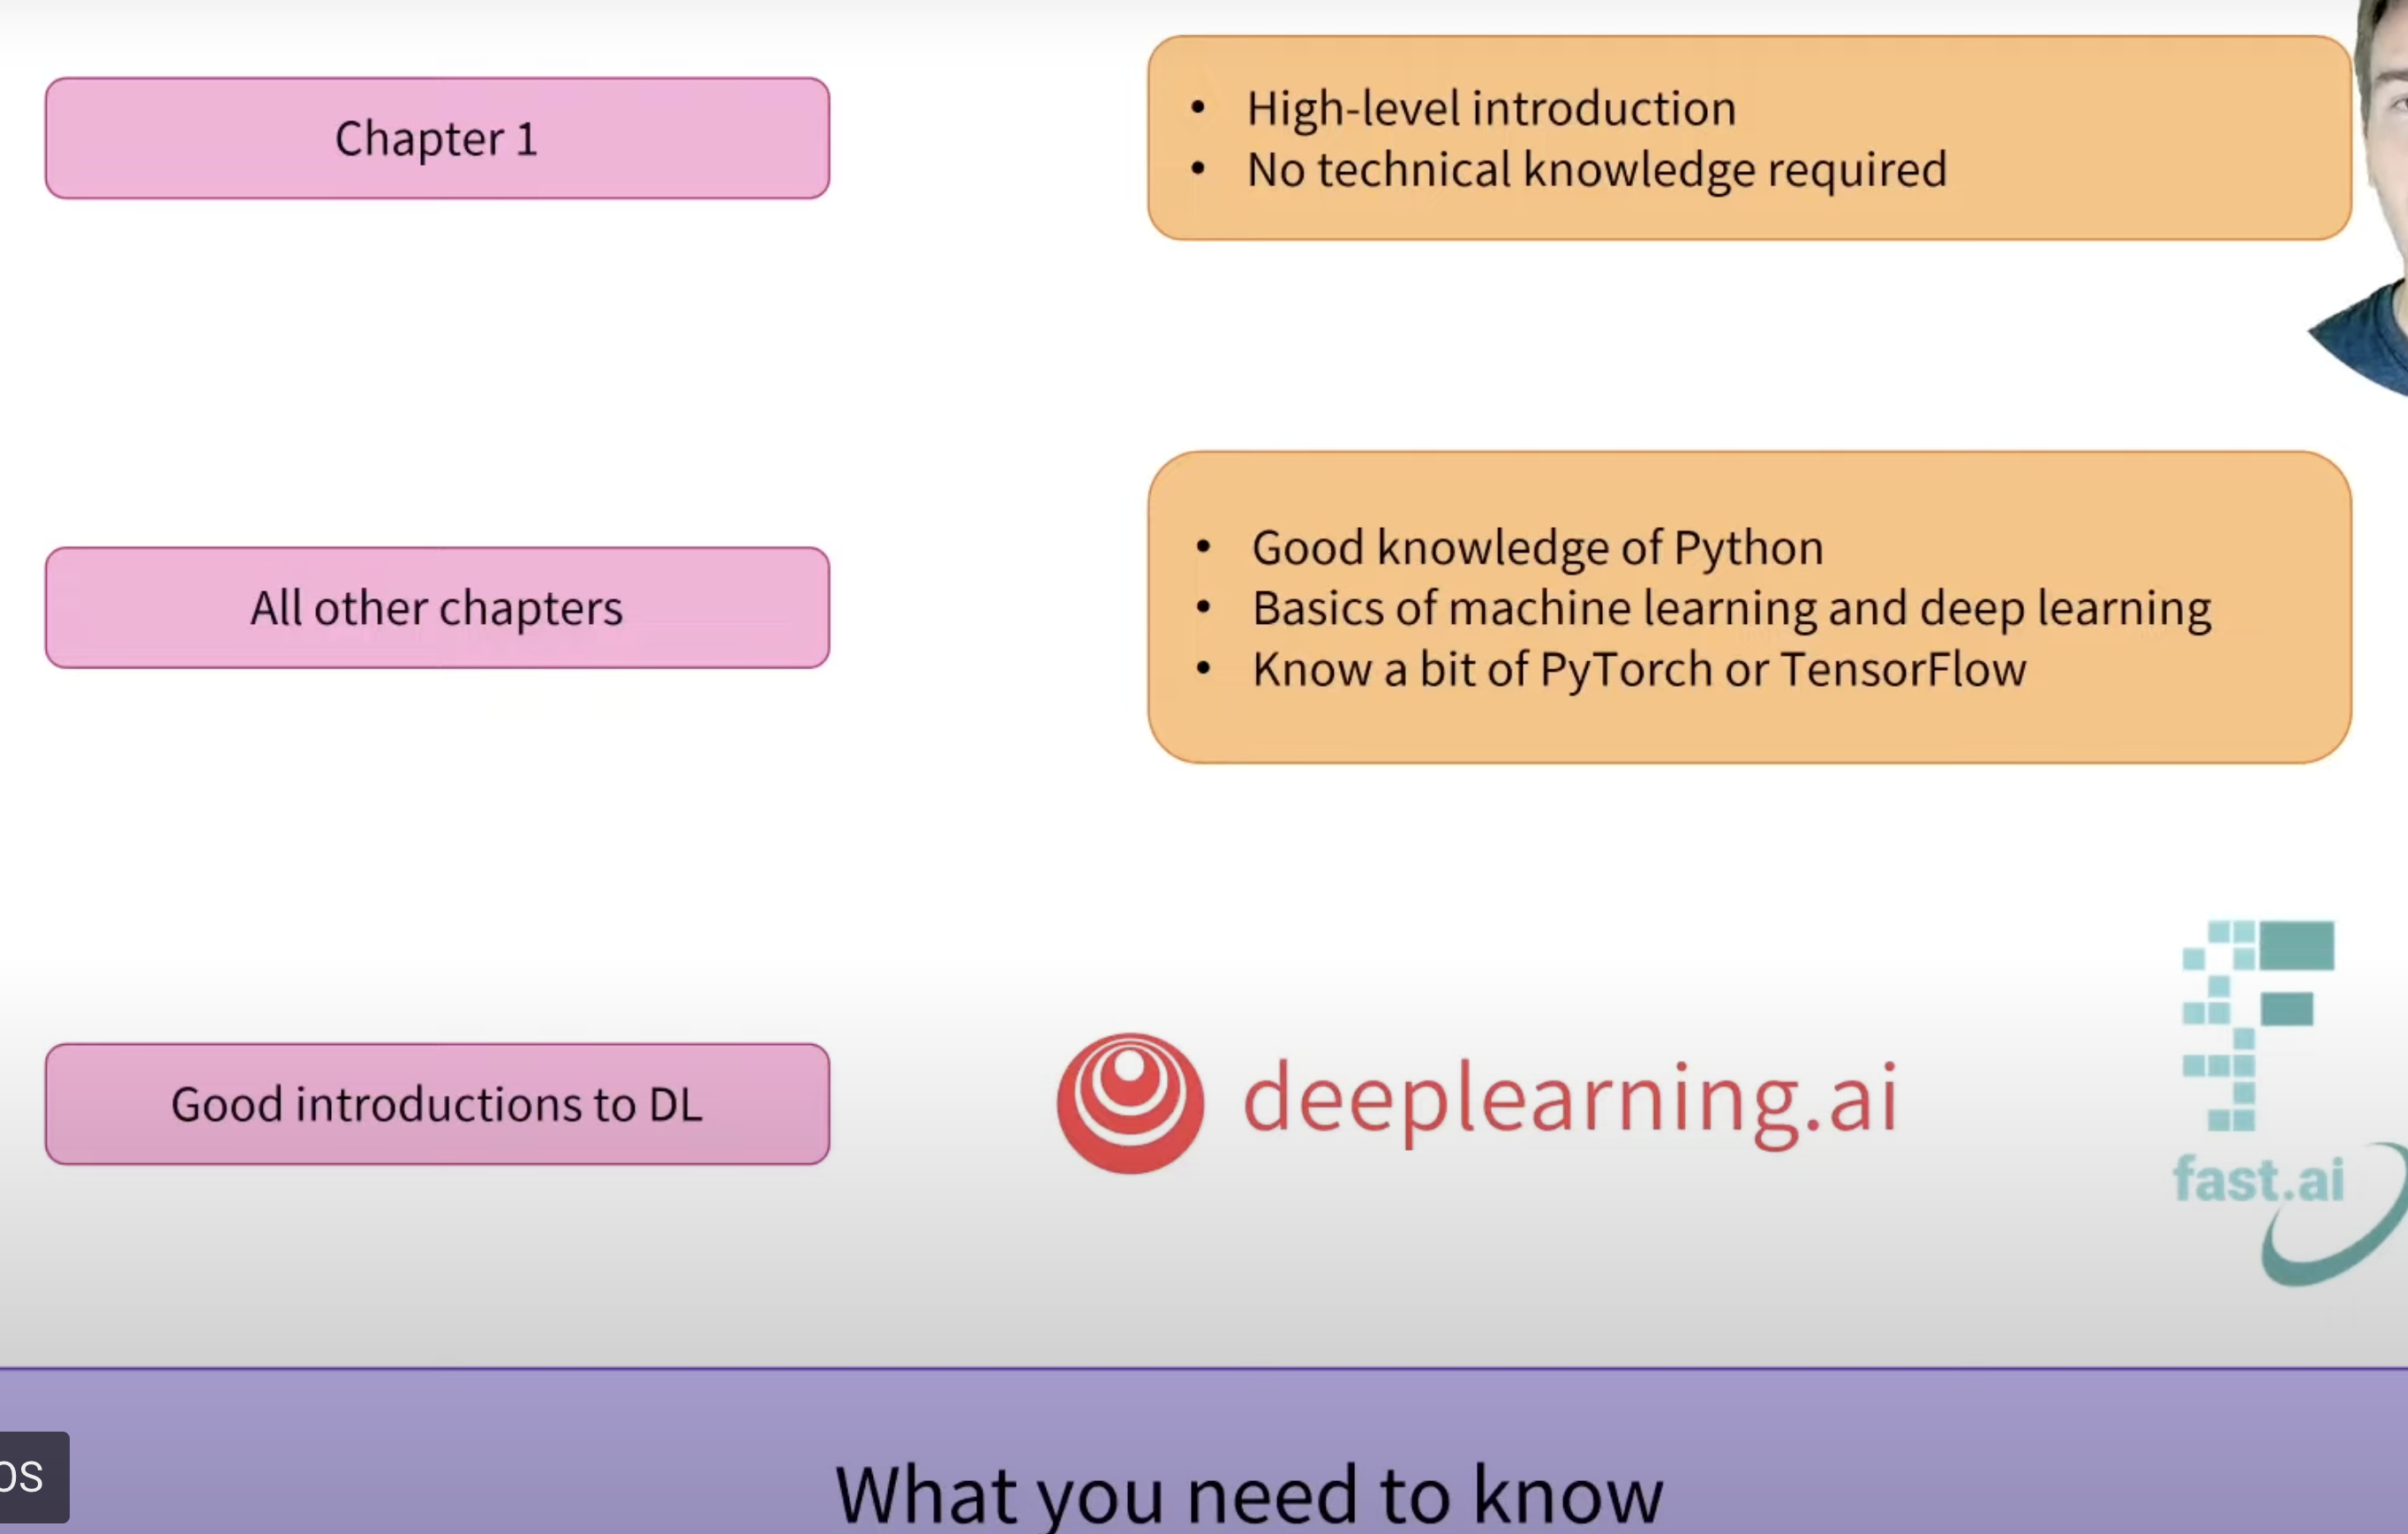 Chapter 1
• High-level introduction
• No technical knowledge required
All other chapters
• Good knowledge of Python
• Basics of machine learning and deep learning
• Know a bit of PyTorch or TensorFlow
Good introductions to DL
deeplearning.ai
fast.ai
What you need to know